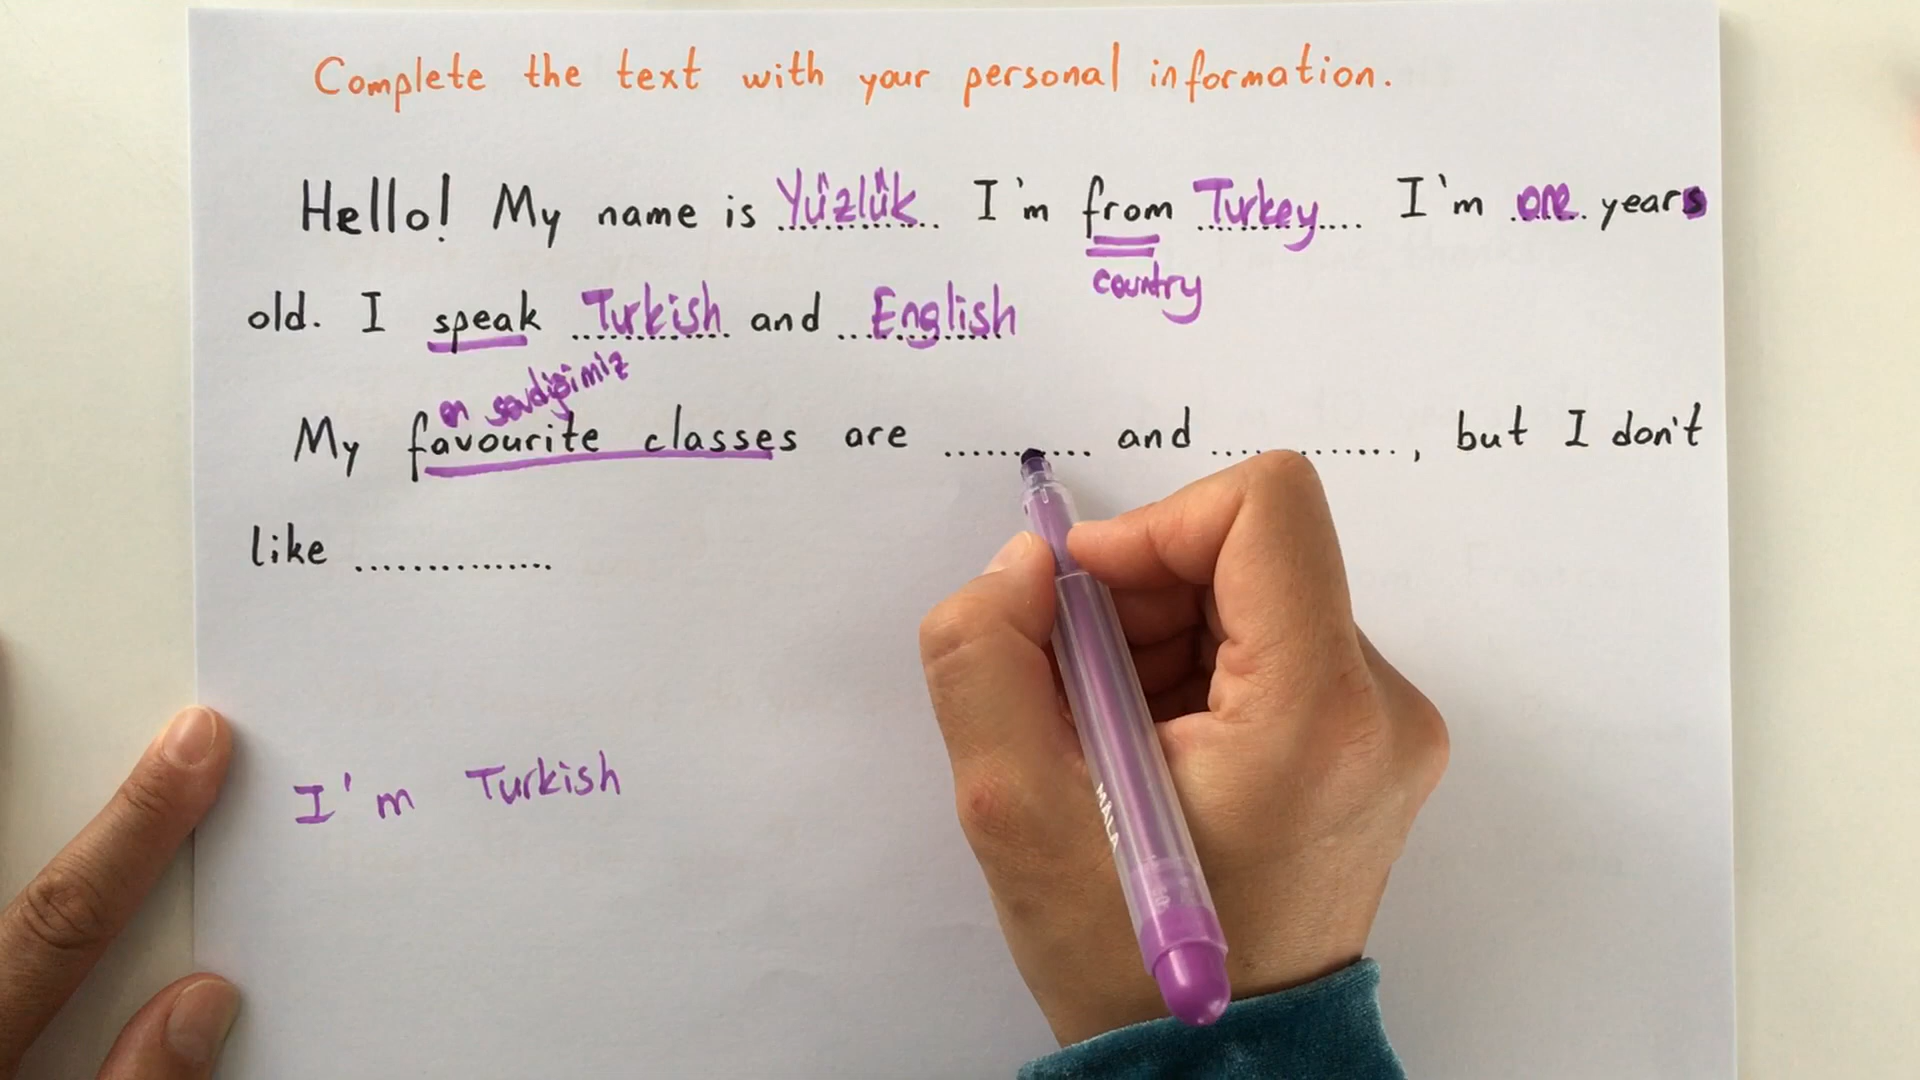 Complete the text with your personal information.
Hello! My name is Yüzlük. I'm from Turkey.... I'm .one. years
country
old. I speak Turkish and English
en sevdiğimiz
My favourite classes are .......... and .............., but I don't
like ...............
I'm Turkish
MÅLA